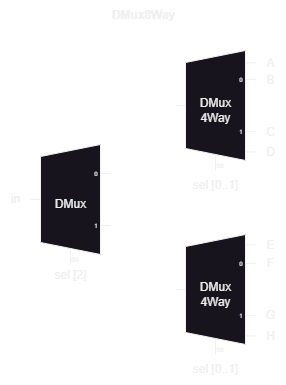 DMux8Way
A
0
B
DMux
4Way
1
C
D
sel [0..1]
in
0
DMux
1
sel [2]
E
0
F
DMux
4Way
1
G
H
sel [0..1]